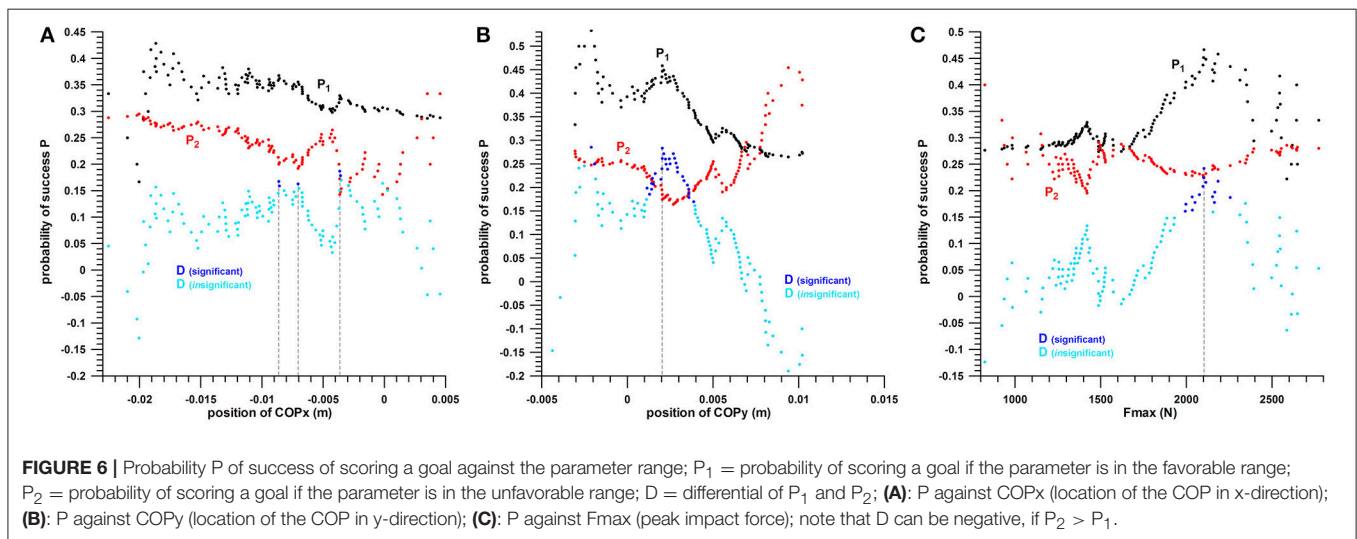 A
0.45
0.4
0.35
0.3
0.25
0.2
0.15
0.1
0.05
0
-0.05
-0.1
-0.15
-0.2
probability of success P
P1
P2
D (significant)
D (insignificant)
-0.02 -0.015 -0.01 -0.005 0 0.005
position of COPx (m)
B
0.5
0.45
0.4
0.35
0.3
0.25
0.2
0.15
0.1
0.05
0
-0.05
-0.1
-0.15
-0.2
probability of success P
P1
P2
D (significant)
D (insignificant)
-0.005 0 0.005 0.01 0.015
position of COPy (m)
C
0.5
0.45
0.4
0.35
0.3
0.25
0.2
0.15
0.1
0.05
0
-0.05
-0.1
-0.15
probability of success P
P1
P2
D (significant)
D (insignificant)
1000 1500 2000 2500
Fmax (N)
FIGURE 6 | Probability P of success of scoring a goal against the parameter range; P1 = probability of scoring a goal if the parameter is in the favorable range;
P2 = probability of scoring a goal if the parameter is in the unfavorable range; D = differential of P1 and P2; (A): P against COPx (location of the COP in x-direction);
(B): P against COPy (location of the COP in y-direction); (C): P against Fmax (peak impact force); note that D can be negative, if P2 > P1.